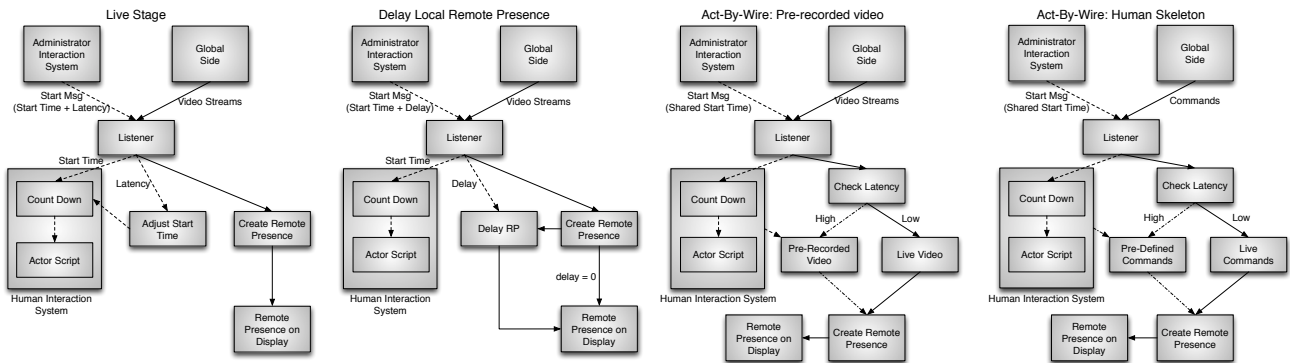 Live Stage
Administrator
Interaction
System
Global
Side
Start Msg
(Start Time + Latency)
Video Streams
Listener
Start Time
Latency
Count Down
Adjust Start
Time
Create Remote
Presence
Actor Script
Human Interaction
System
Remote
Presence on
Display
Delay Local Remote Presence
Administrator
Interaction
System
Global
Side
Start Msg
(Start Time + Delay)
Video Streams
Listener
Start Time
Delay
Count Down
Delay RP
Create Remote
Presence
Actor Script
delay = 0
Human Interaction
System
Remote
Presence on
Display
Act-By-Wire: Pre-recorded video
Administrator
Interaction
System
Global
Side
Start Msg
(Shared Start Time)
Video Streams
Listener
Check Latency
Count Down
High
Low
Actor Script
Pre-Recorded
Video
Live Video
Human Interaction System
Remote
Presence on
Display
Create Remote
Presence
Act-By-Wire: Human Skeleton
Administrator
Interaction
System
Global
Side
Start Msg
(Shared Start Time)
Commands
Listener
Check Latency
Count Down
High
Low
Actor Script
Pre-Defined
Commands
Live
Commands
Human Interaction System
Remote
Presence on
Display
Create Remote
Presence